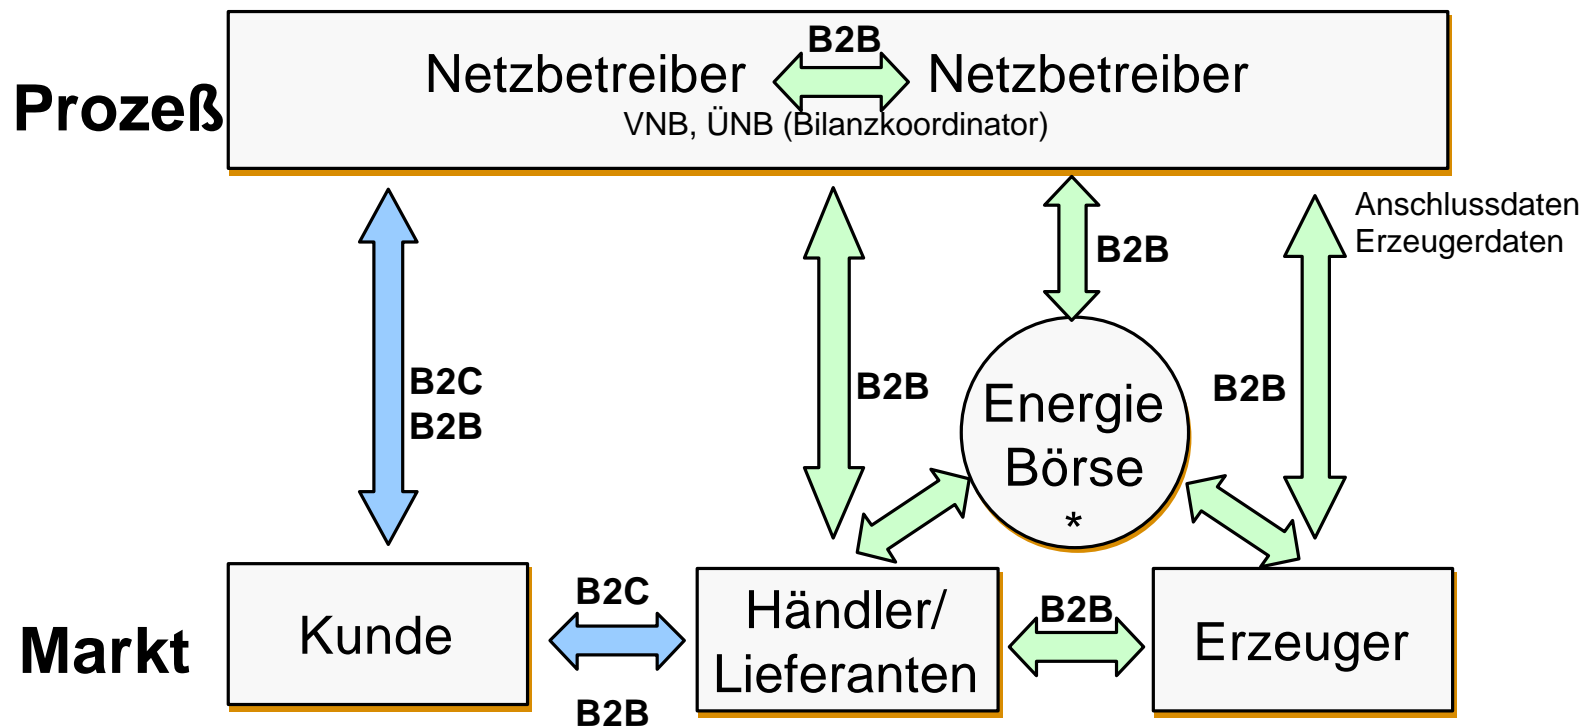 B2B
Netzbetreiber Netzbetreiber
VNB, ÜNB (Bilanzkoordinator)
Prozeß
Anschlussdaten
Erzeugerdaten
B2B
B2C
B2B
B2B
B2B
Energie
Börse
*
Markt
Kunde
B2C
B2B
Händler/
Lieferanten
B2B
Erzeuger